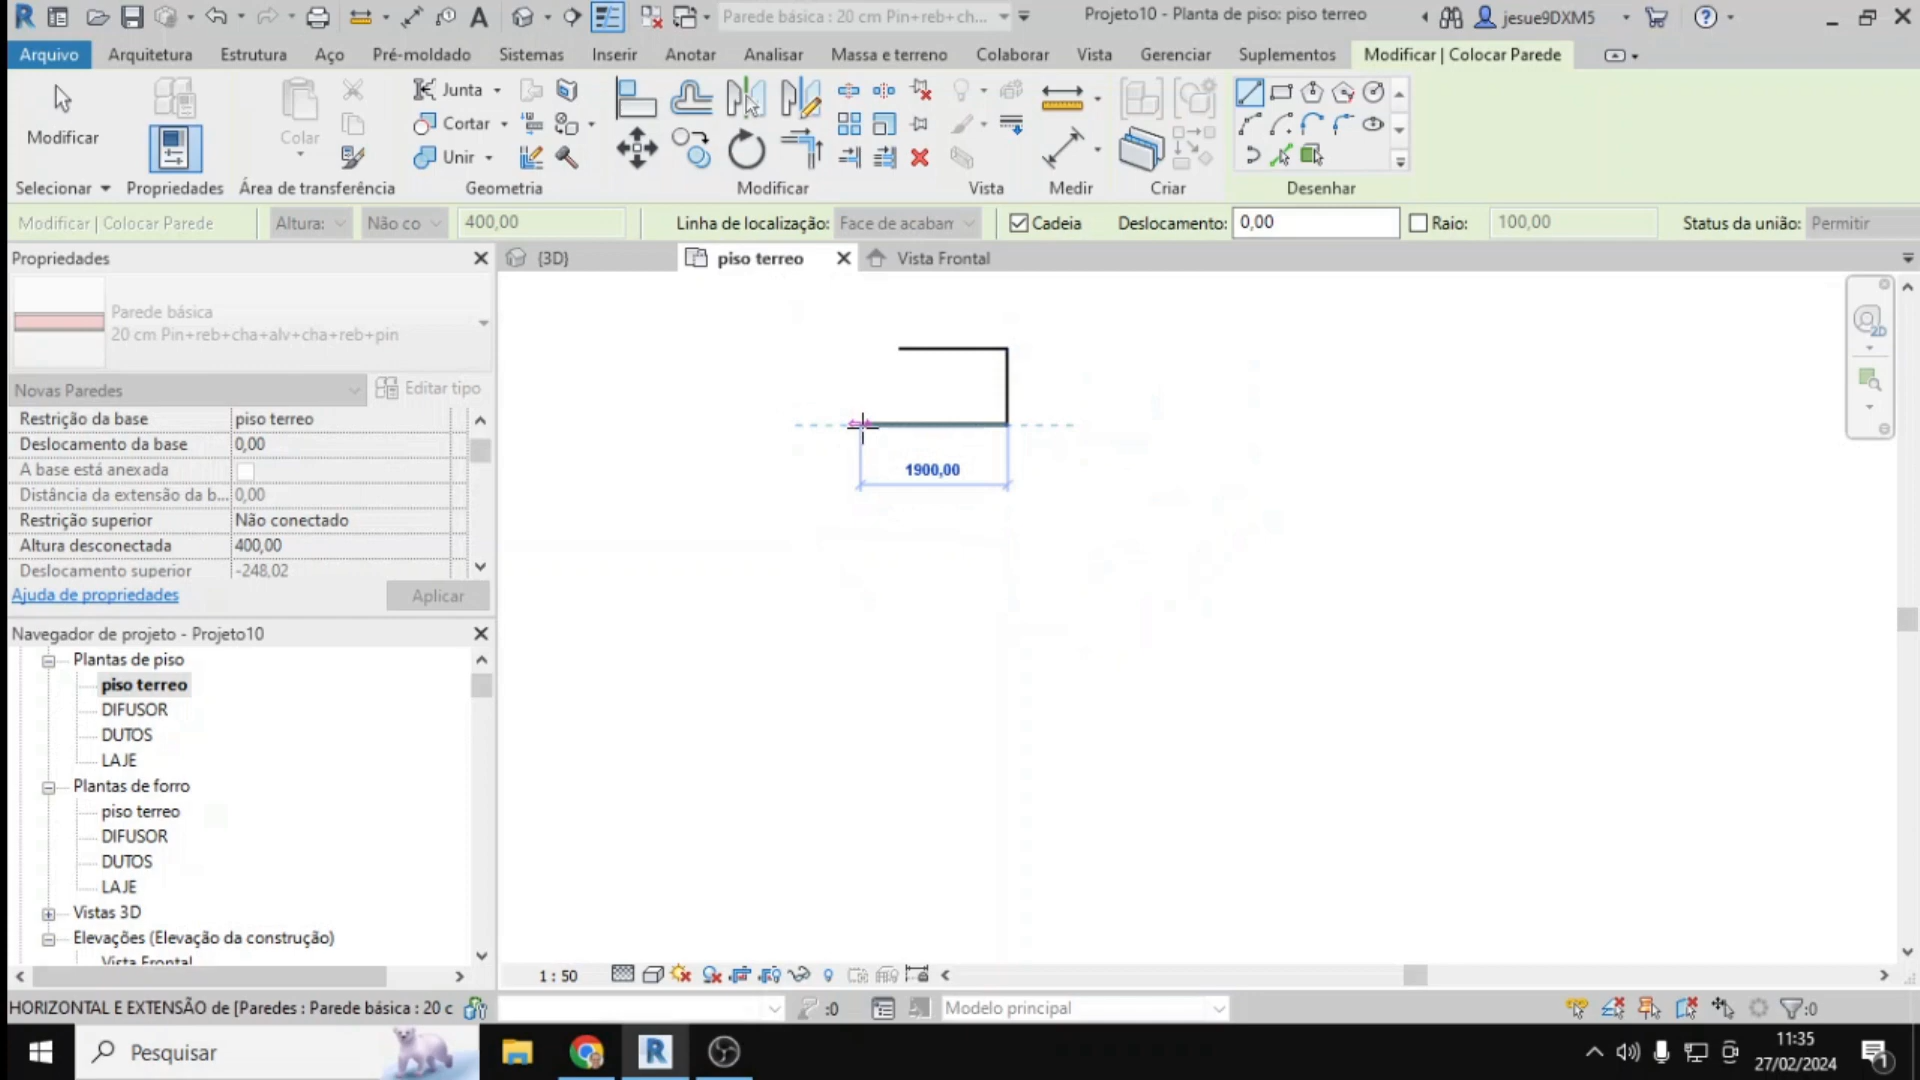 Parede básica : 20 cm Pin+reb+ch...
Projeto10 - Planta de piso: piso terreo
jesue9DXM5
Arquivo
Arquitetura
Estrutura
Aço
Pré-moldado
Sistemas
Inserir
Anotar
Analisar
Massa e terreno
Colaborar
Vista
Gerenciar
Suplementos
Modificar | Colocar Parede
Modificar
Colar
Junta
Cortar
Unir
Selecionar
Propriedades
Área de transferência
Geometria
Modificar
Vista
Medir
Criar
Desenhar
Modificar | Colocar Parede
Altura:
Não co
400,00
Linha de localização:
Face de acaban
Cadeia
Deslocamento:
0,00
Raio:
100,00
Status da união:
Permitir
Propriedades
{3D}
piso terreo
Vista Frontal
Parede básica
20 cm Pin+reb+cha+alv+cha+reb+pin
Novas Paredes
Editar tipo
Restrição da base piso terreo
Deslocamento da base 0,00
A base está anexada
Distância da extensão da b... 0,00
Restrição superior Não conectado
Altura desconectada 400,00
Deslocamento superior -248,02
Ajuda de propriedades
Aplicar
1900,00
2D
Navegador de projeto - Projeto10
Plantas de piso
piso terreo
DIFUSOR
DUTOS
LAJE
Plantas de forro
piso terreo
DIFUSOR
DUTOS
LAJE
Vistas 3D
Elevações (Elevação da construção)
Vista Frontal
1 : 50
HORIZONTAL E EXTENSÃO de [Paredes : Parede básica : 20 c
:0
Modelo principal
:0
Pesquisar
11:35
27/02/2024
1